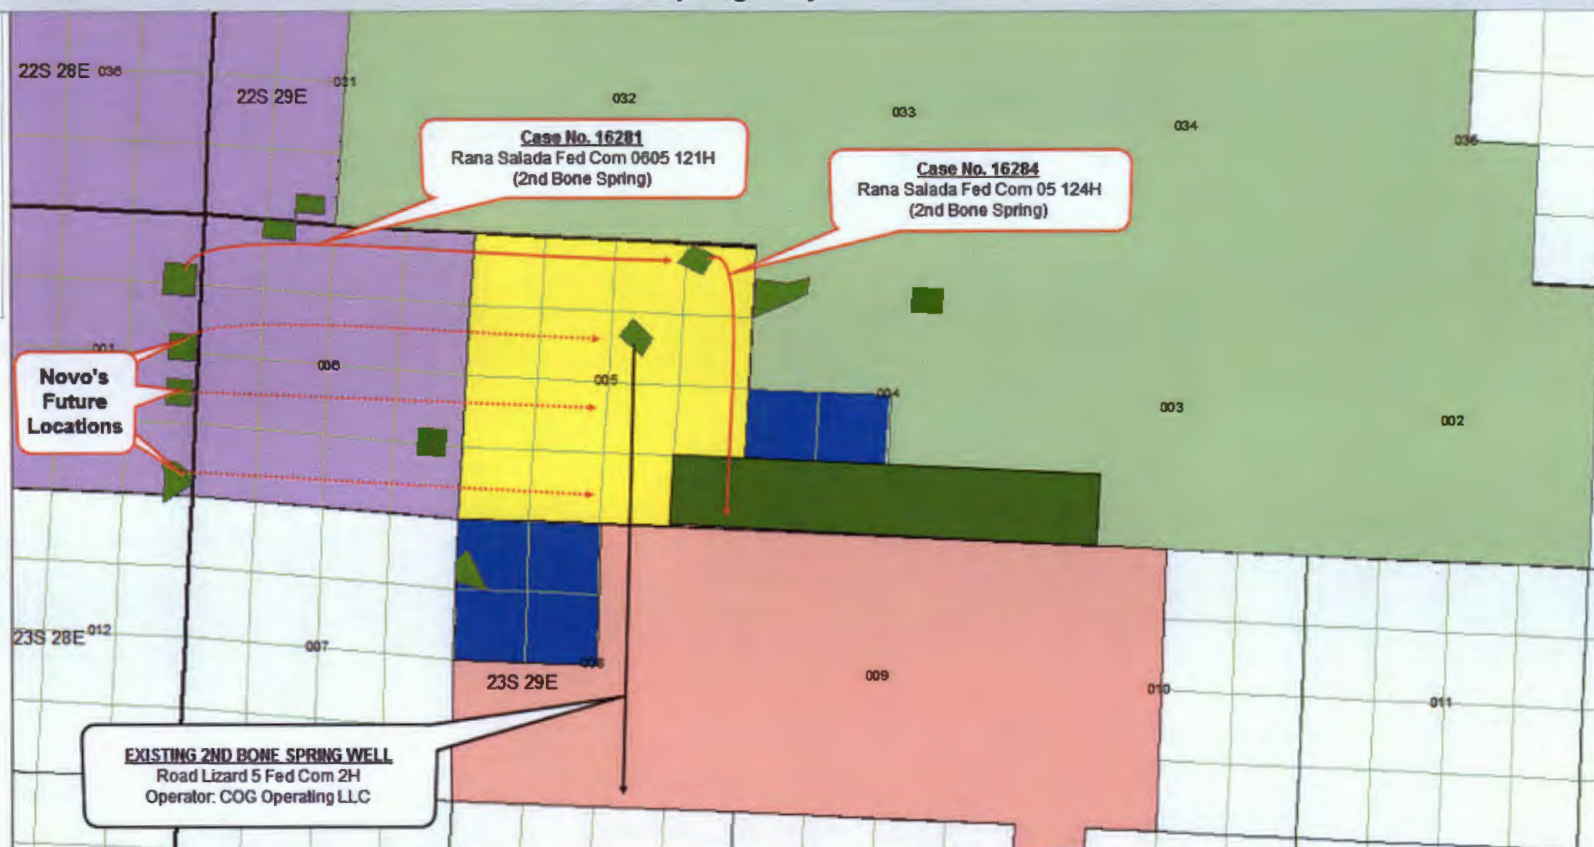 22S 28E 036
031
22S 29E
032
033
034
035
Case No. 16281
Rana Salada Fed Com 0605 121H
(2nd Bone Spring)
Case No. 16284
Rana Salada Fed Com 05 124H
(2nd Bone Spring)
001
006
005
004
003
002
Novo's
Future
Locations
23S 28E 012
007
008
23S 29E
009
010
011
EXISTING 2ND BONE SPRING WELL
Road Lizard 5 Fed Com 2H
Operator: COG Operating LLC